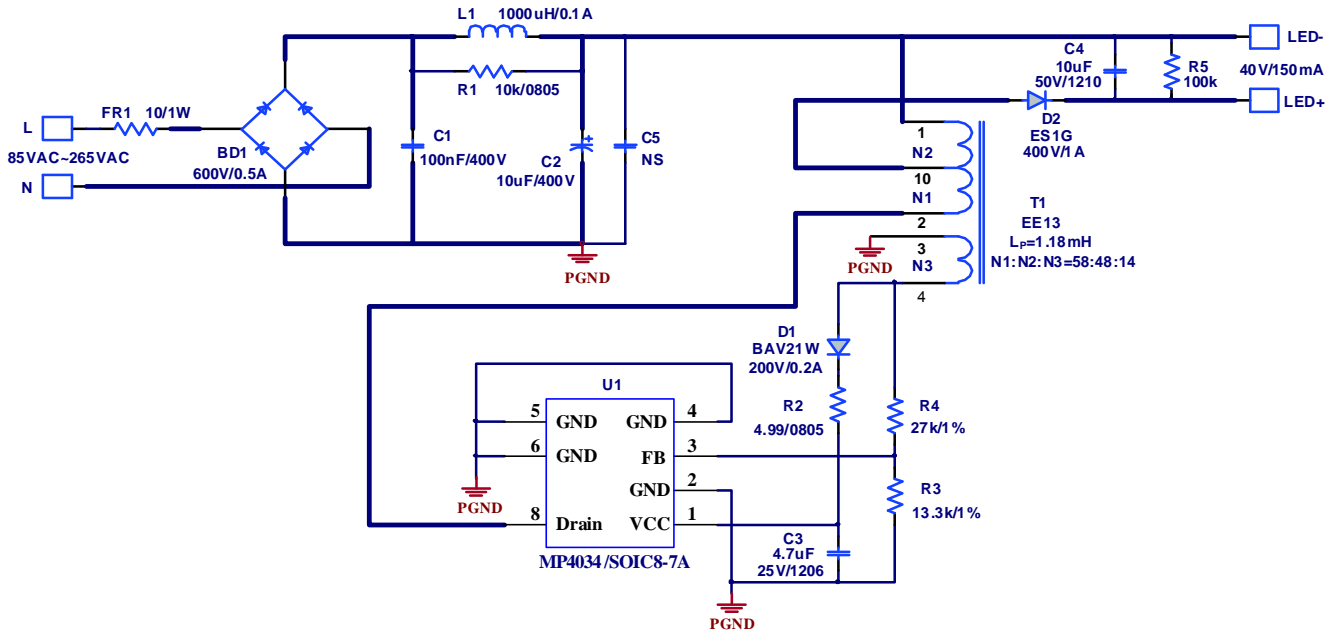 L1 1000uH/0.1A
R1 10k/0805
FR1 10/1W
L
85VAC~265VAC
N
BD1
600V/0.5A
C1
100nF/400V
C2
10uF/400V
C5
NS
PGND
C4
10uF
50V/1210
R5
100k
LED-
40V/150mA
LED+
D2
ES1G
400V/1A
1
N2
10
N1
2
PGND
3
N3
4
T1
EE13
LP=1.18mH
N1:N2:N3=58:48:14
D1
BAV21W
200V/0.2A
R2
4.99/0805
R4
27k/1%
R3
13.3k/1%
U1
5 GND GND 4
6 GND FB 3
GND 2
8 Drain VCC 1
MP4034/SOIC8-7A
PGND
C3
4.7uF
25V/1206
PGND